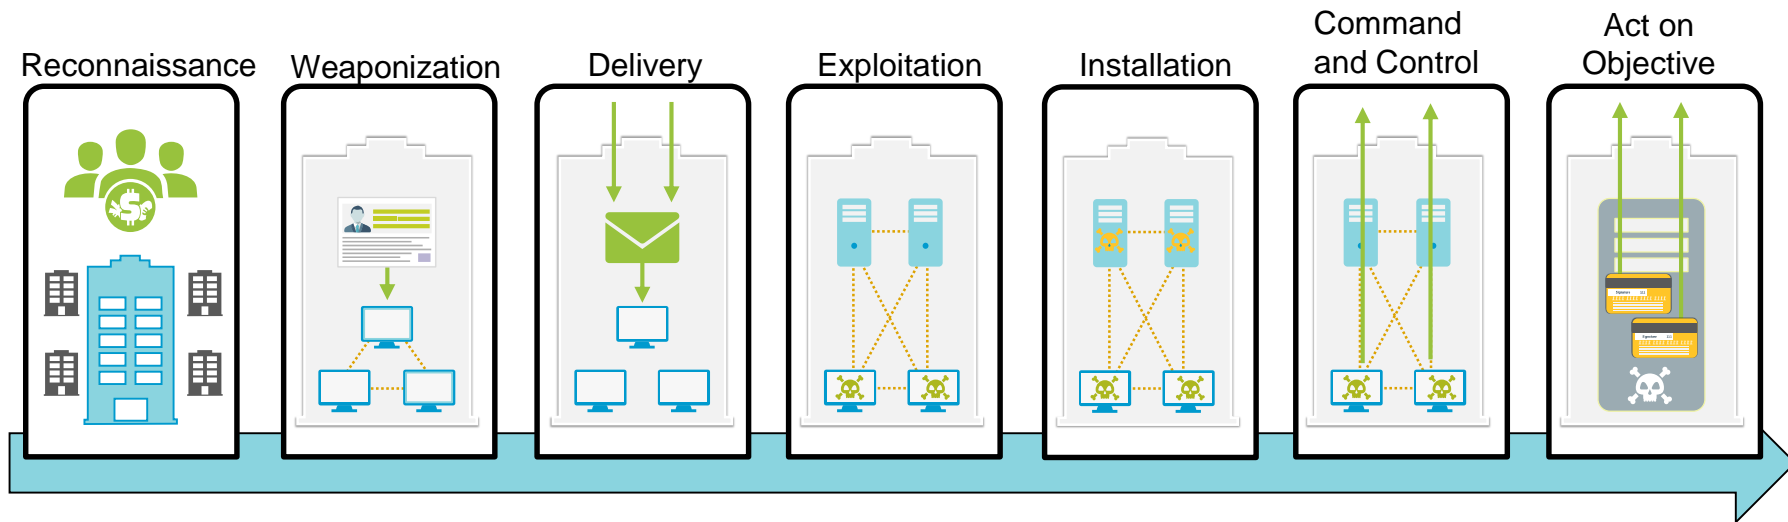 Reconnaissance
Weaponization
Delivery
Exploitation
Installation
Command
and Control
Act on
Objective
$